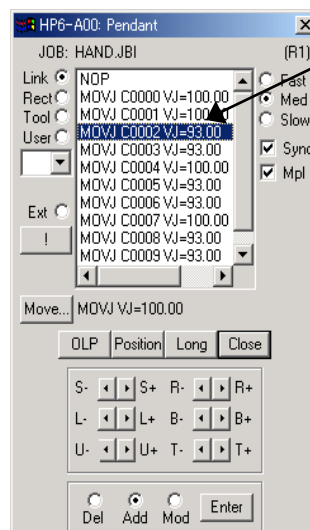 HP6-A00: Pendant
JOB: HAND.JBI (R1)
Link
Rect
Tool
User
Ext
!
NOP
MOVJ C0000 VJ=100.00
MOVJ C0001 VJ=100.00
MOVJ C0002 VJ=93.00
MOVJ C0003 VJ=93.00
MOVJ C0004 VJ=100.00
MOVJ C0005 VJ=93.00
MOVJ C0006 VJ=93.00
MOVJ C0007 VJ=100.00
MOVJ C0008 VJ=93.00
MOVJ C0009 VJ=93.00
Fast
Med
Slow
Sync
Mpl
Move... MOVJ VJ=100.00
OLP Position Long Close
S- S+ R- R+
L- L+ B- B+
U- U+ T- T+
Del Add Mod Enter